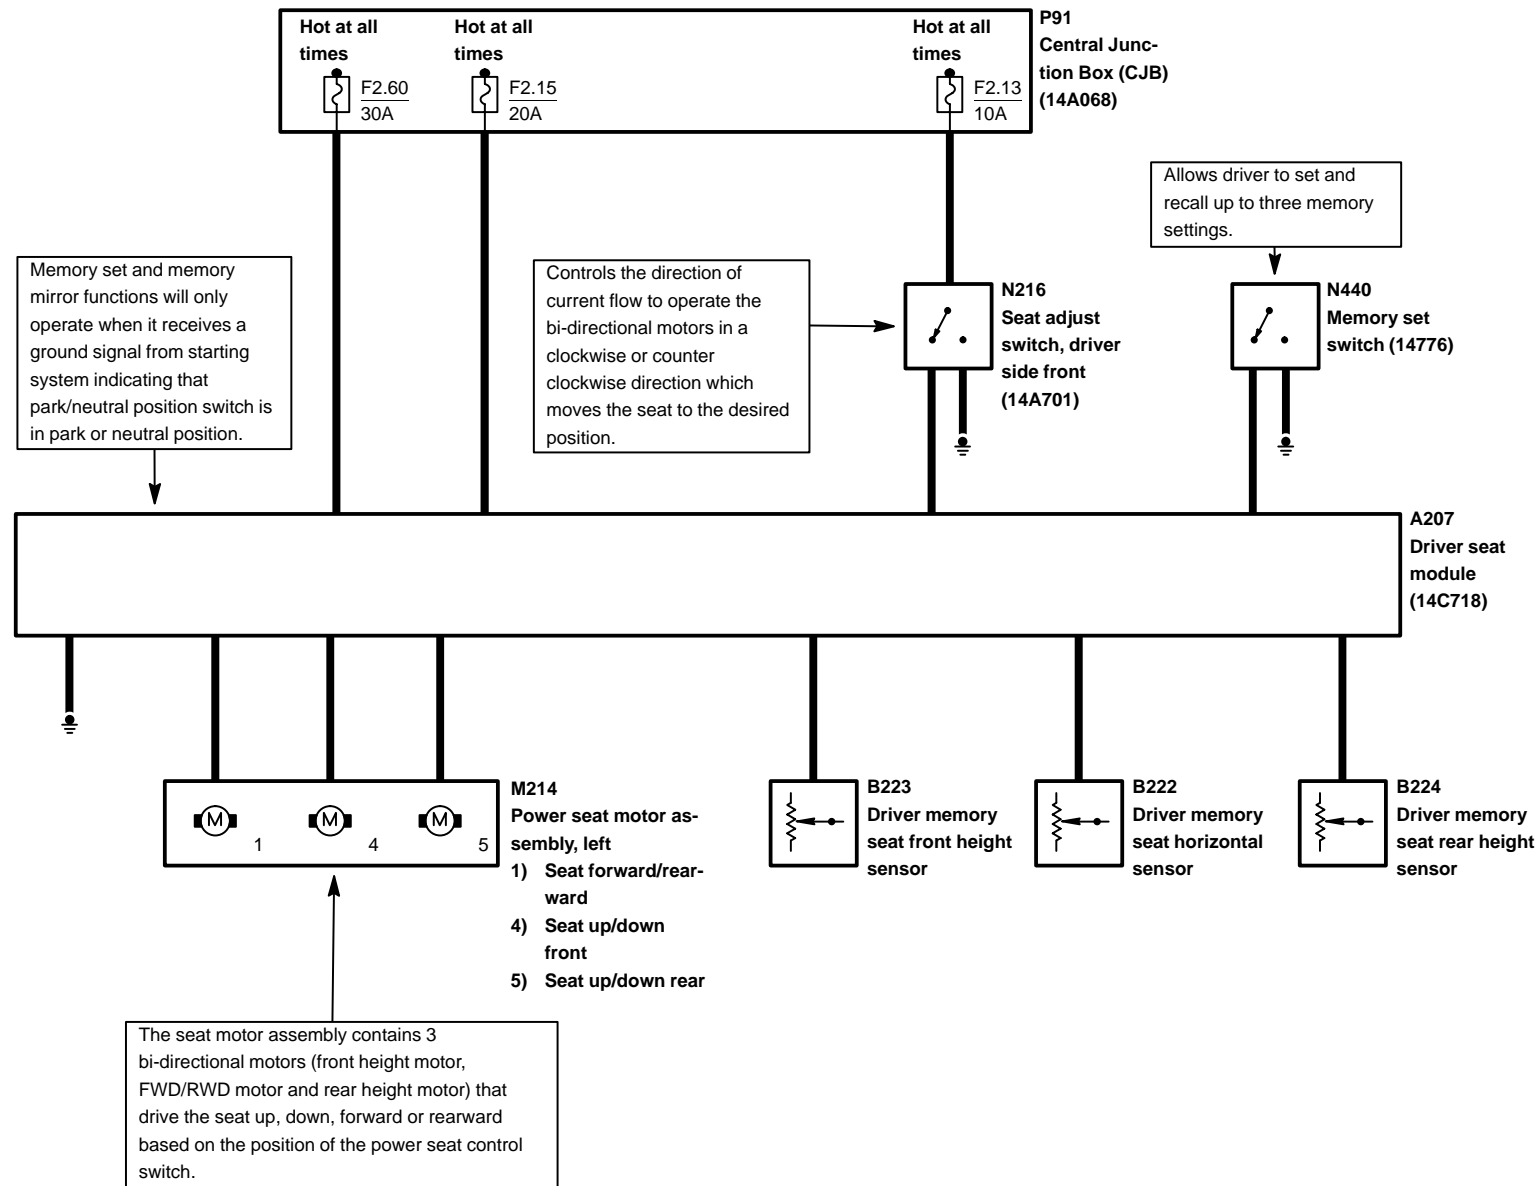 Hot at all
times
F2.60
30A
Hot at all
times
F2.15
20A
Hot at all
times
F2.13
10A
P91
Central Junc-
tion Box (CJB)
(14A068)
Allows driver to set and
recall up to three memory
settings.
Memory set and memory
mirror functions will only
operate when it receives a
ground signal from starting
system indicating that
park/neutral position switch is
in park or neutral position.
Controls the direction of
current flow to operate the
bi-directional motors in a
clockwise or counter
clockwise direction which
moves the seat to the desired
position.
N216
Seat adjust
switch, driver
side front
(14A701)
N440
Memory set
switch (14776)
A207
Driver seat
module
(14C718)
M
1
M
4
M
5
M214
Power seat motor as-
sembly, left
1) Seat forward/rear-
ward
4) Seat up/down
front
5) Seat up/down rear
B223
Driver memory
seat front height
sensor
B222
Driver memory
seat horizontal
sensor
B224
Driver memory
seat rear height
sensor
The seat motor assembly contains 3
bi-directional motors (front height motor,
FWD/RWD motor and rear height motor) that
drive the seat up, down, forward or rearward
based on the position of the power seat control
switch.